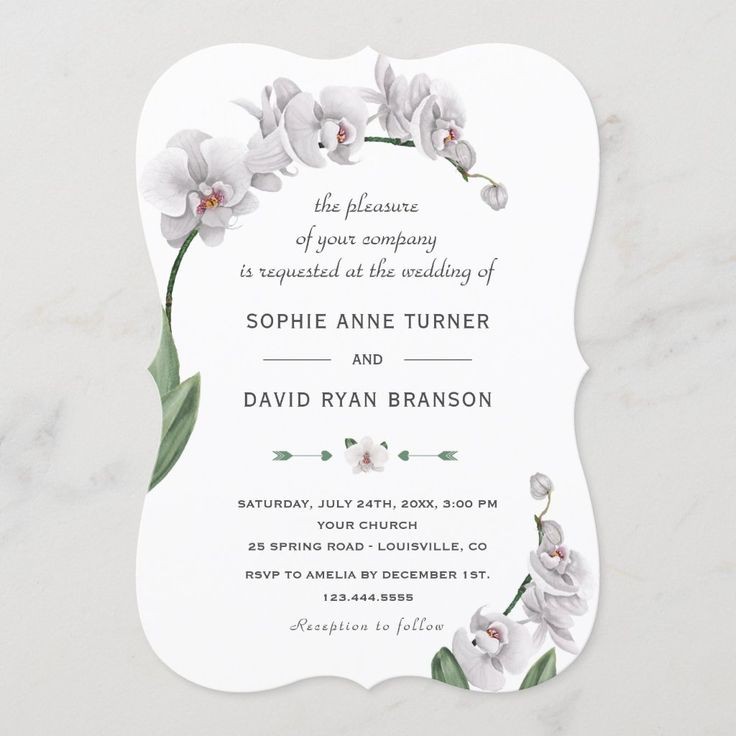 the pleasure
of your company
is requested at the wedding of
SOPHIE ANNE TURNER
AND
DAVID RYAN BRANSON
SATURDAY, JULY 24TH, 20XX, 3:00 PM
YOUR CHURCH
25 SPRING ROAD - LOUISVILLE, CO
RSVP TO AMELIA BY DECEMBER 1ST.
123.444.5555
Reception to follow